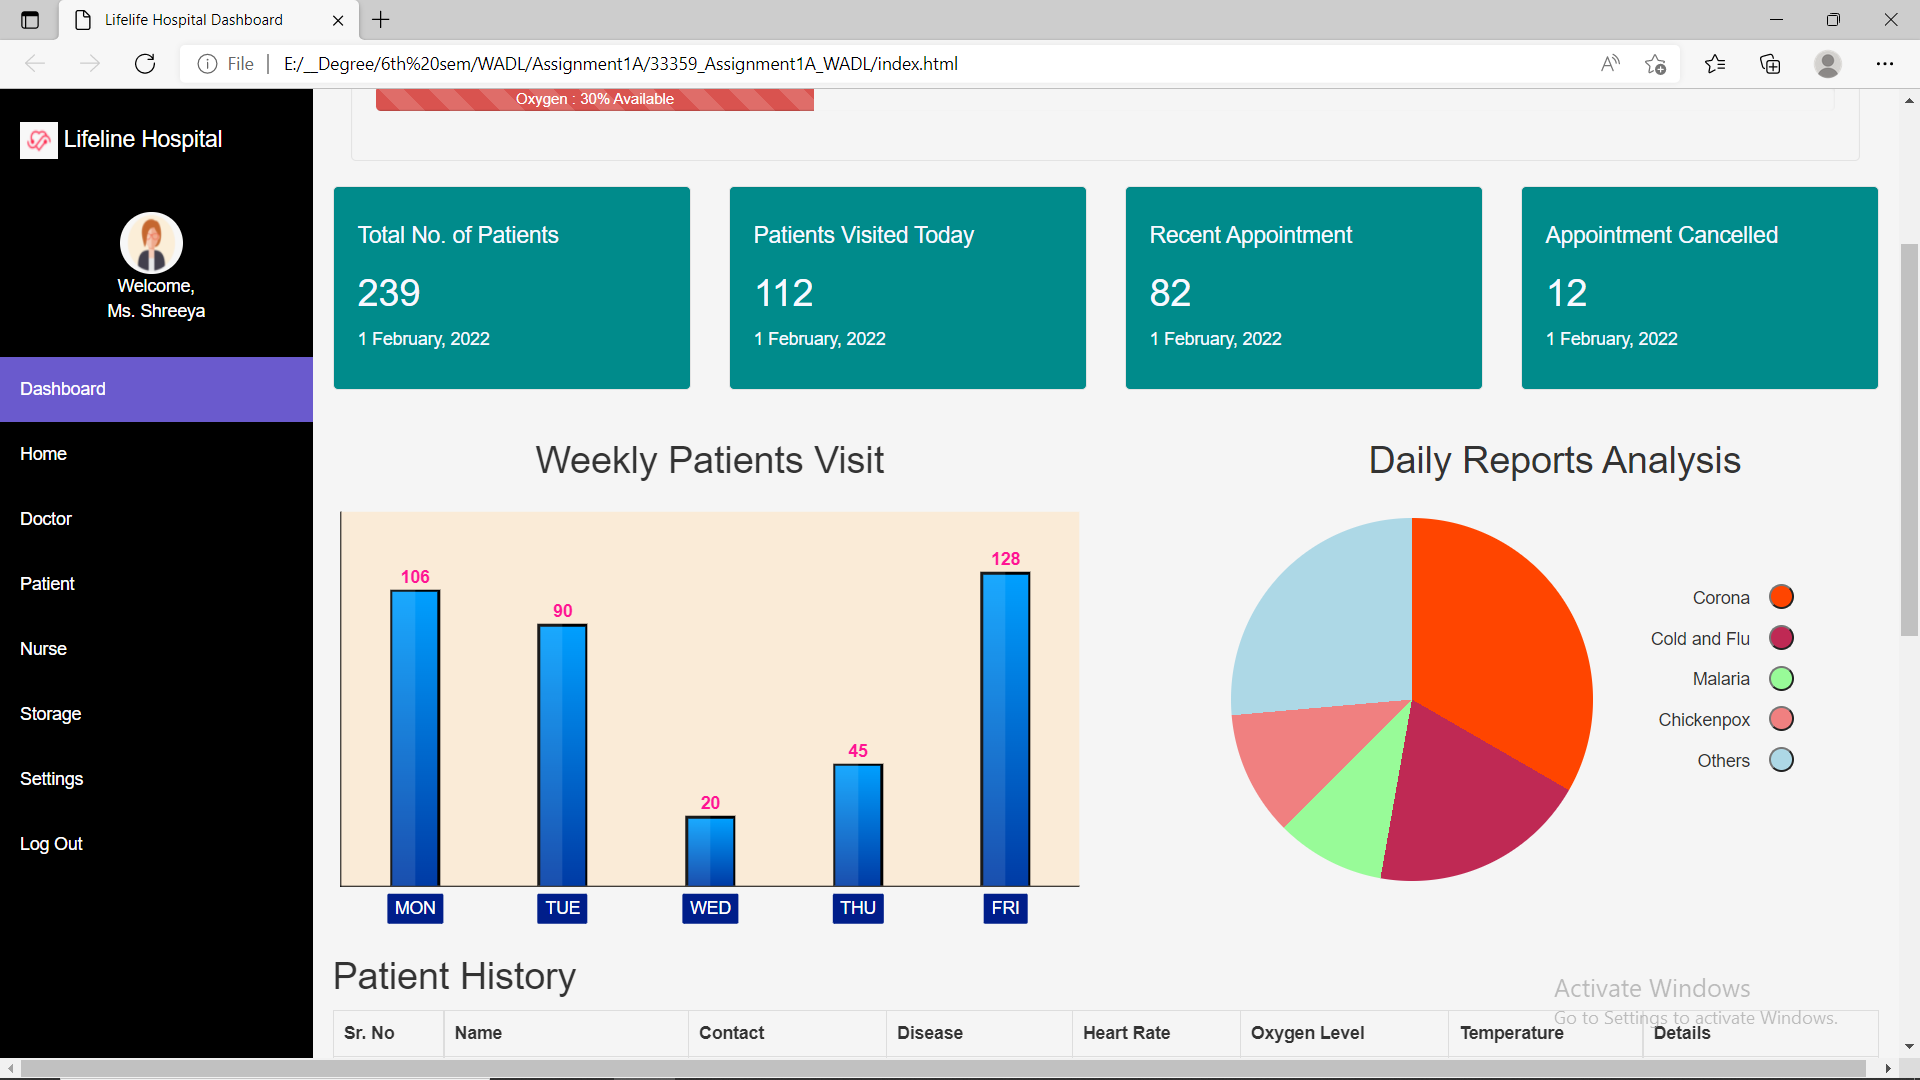 Lifelife Hospital Dashboard
File
E:/__Degree/6th%20sem/WADL/Assignment1A/33359_Assignment1A_WADL/index.html
Oxygen : 30% Available
Lifeline Hospital
Welcome,
Ms. Shreeya
Dashboard
Home
Doctor
Patient
Nurse
Storage
Settings
Log Out
Total No. of Patients
239
1 February, 2022
Patients Visited Today
112
1 February, 2022
Recent Appointment
82
1 February, 2022
Appointment Cancelled
12
1 February, 2022
Weekly Patients Visit
106
90
20
45
128
MON
TUE
WED
THU
FRI
Daily Reports Analysis
Corona
Cold and Flu
Malaria
Chickenpox
Others
Patient History
Sr. No
Name
Contact
Disease
Heart Rate
Oxygen Level
Temperature
Details
Activate Windows
Go to Settings to activate Windows.